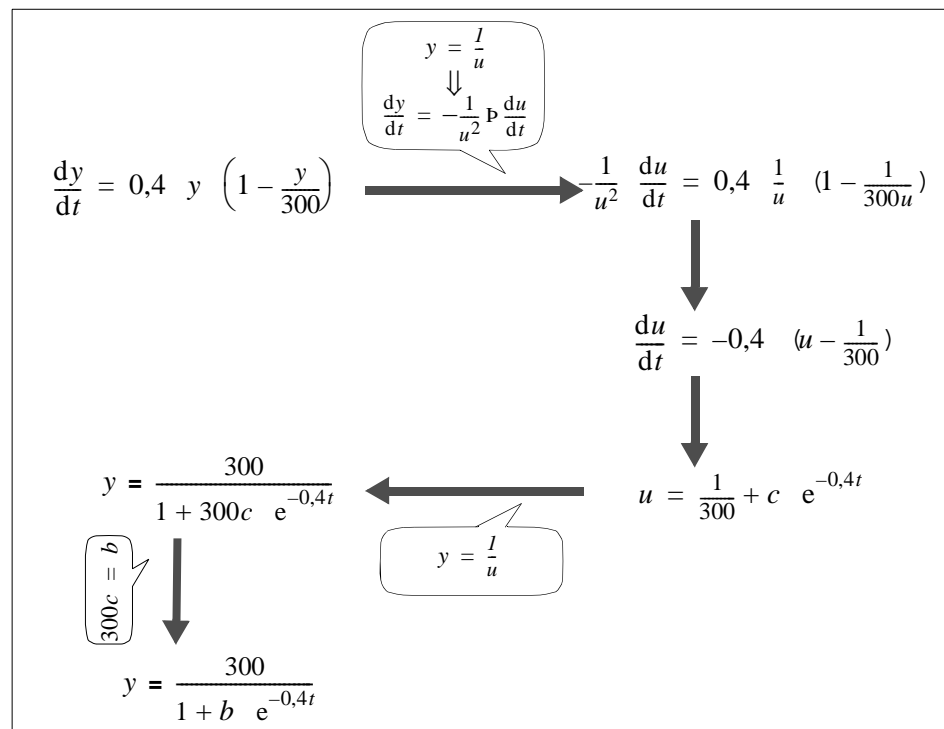 y = 1/u
⇓
dy/dt = −1/u² Þ du/dt
dy/dt = 0,4 y (1 − y/300)
−1/u² du/dt = 0,4 1/u (1 − 1/300u)
du/dt = −0,4 (u − 1/300)
u = 1/300 + c e^−0,4t
y = 1/u
y = 300/(1 + 300c e^−0,4t)
300c = b
y = 300/(1 + b e^−0,4t)